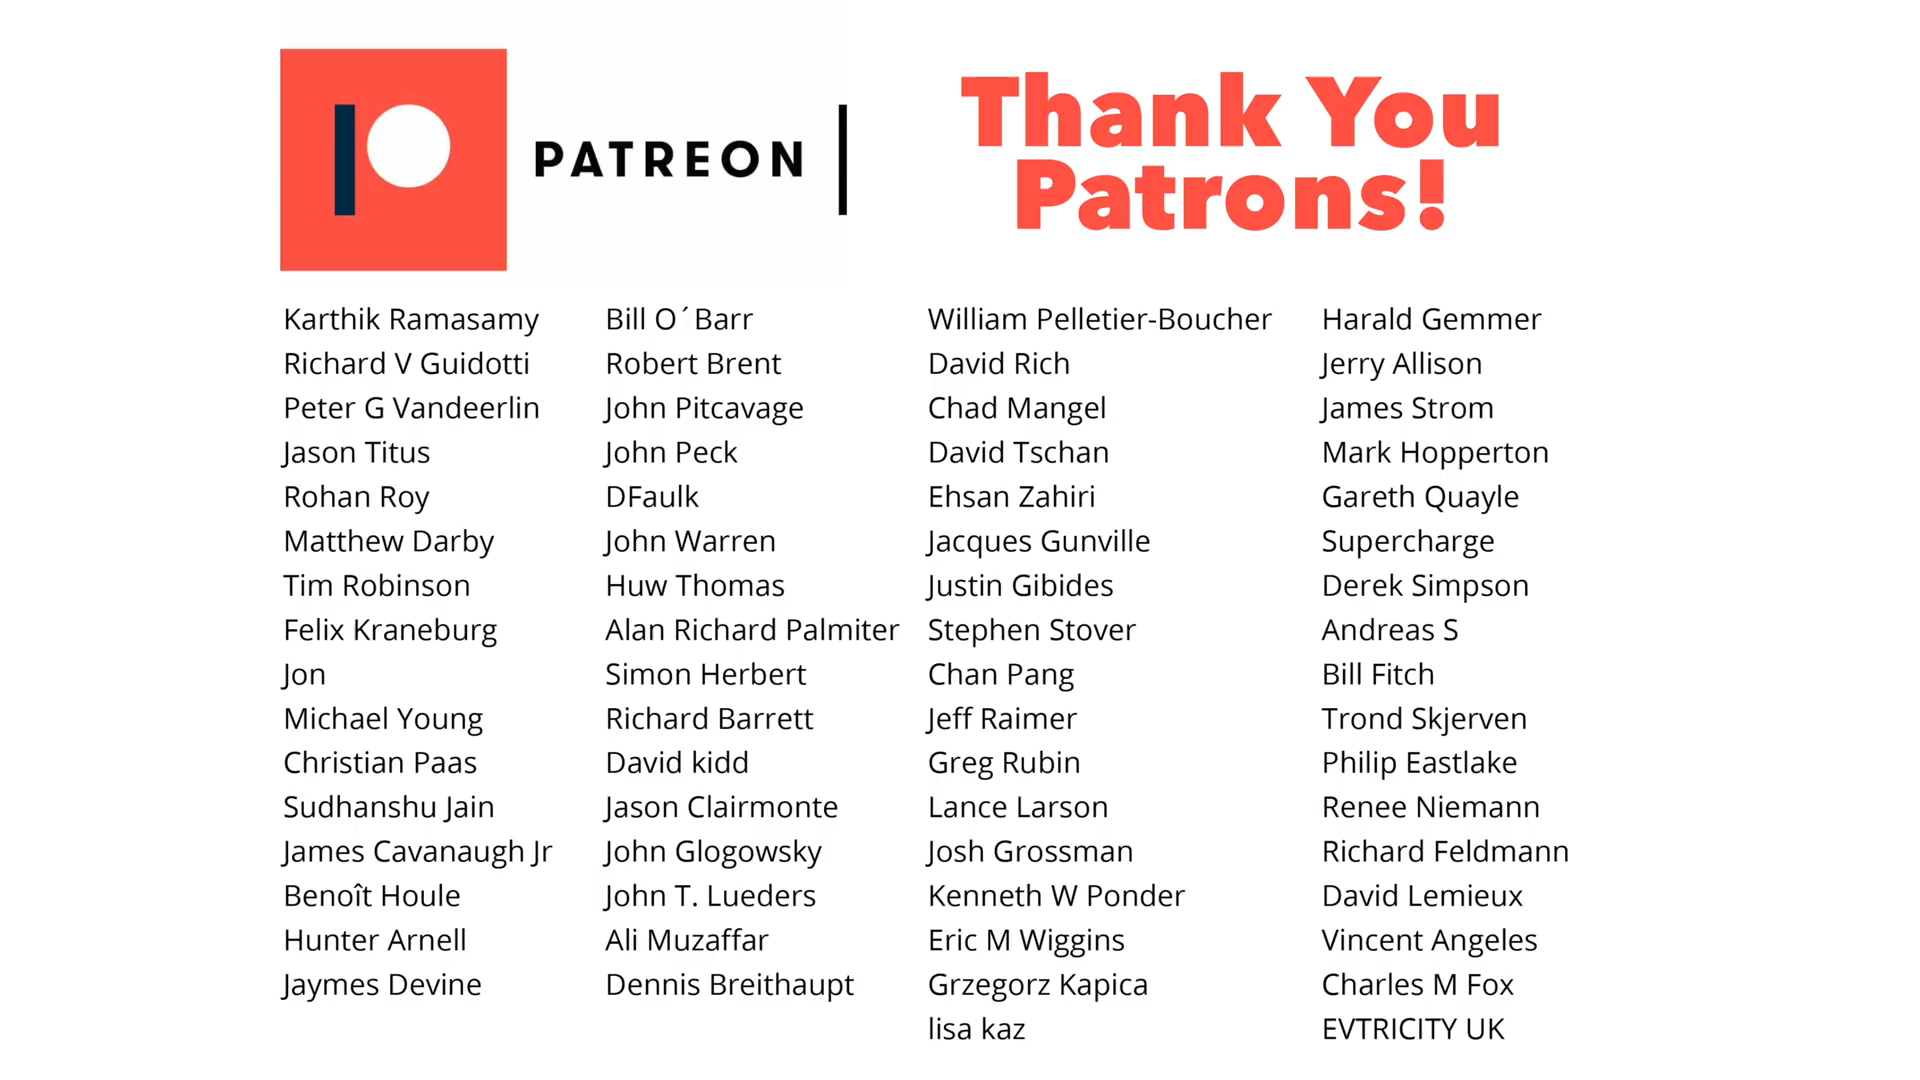 PATREON
Thank You
Patrons!
Karthik Ramasamy
Richard V Guidotti
Peter G Vandeerlin
Jason Titus
Rohan Roy
Matthew Darby
Tim Robinson
Felix Kraneburg
Jon
Michael Young
Christian Paas
Sudhanshu Jain
James Cavanaugh Jr
Benoît Houle
Hunter Arnell
Jaymes Devine
Bill O´Barr
Robert Brent
John Pitcavage
John Peck
DFaulk
John Warren
Huw Thomas
Alan Richard Palmiter
Simon Herbert
Richard Barrett
David kidd
Jason Clairmonte
John Glogowsky
John T. Lueders
Ali Muzaffar
Dennis Breithaupt
William Pelletier-Boucher
David Rich
Chad Mangel
David Tschan
Ehsan Zahiri
Jacques Gunville
Justin Gibides
Stephen Stover
Chan Pang
Jeff Raimer
Greg Rubin
Lance Larson
Josh Grossman
Kenneth W Ponder
Eric M Wiggins
Grzegorz Kapica
lisa kaz
Harald Gemmer
Jerry Allison
James Strom
Mark Hopperton
Gareth Quayle
Supercharge
Derek Simpson
Andreas S
Bill Fitch
Trond Skjerven
Philip Eastlake
Renee Niemann
Richard Feldmann
David Lemieux
Vincent Angeles
Charles M Fox
EVTRICITY UK